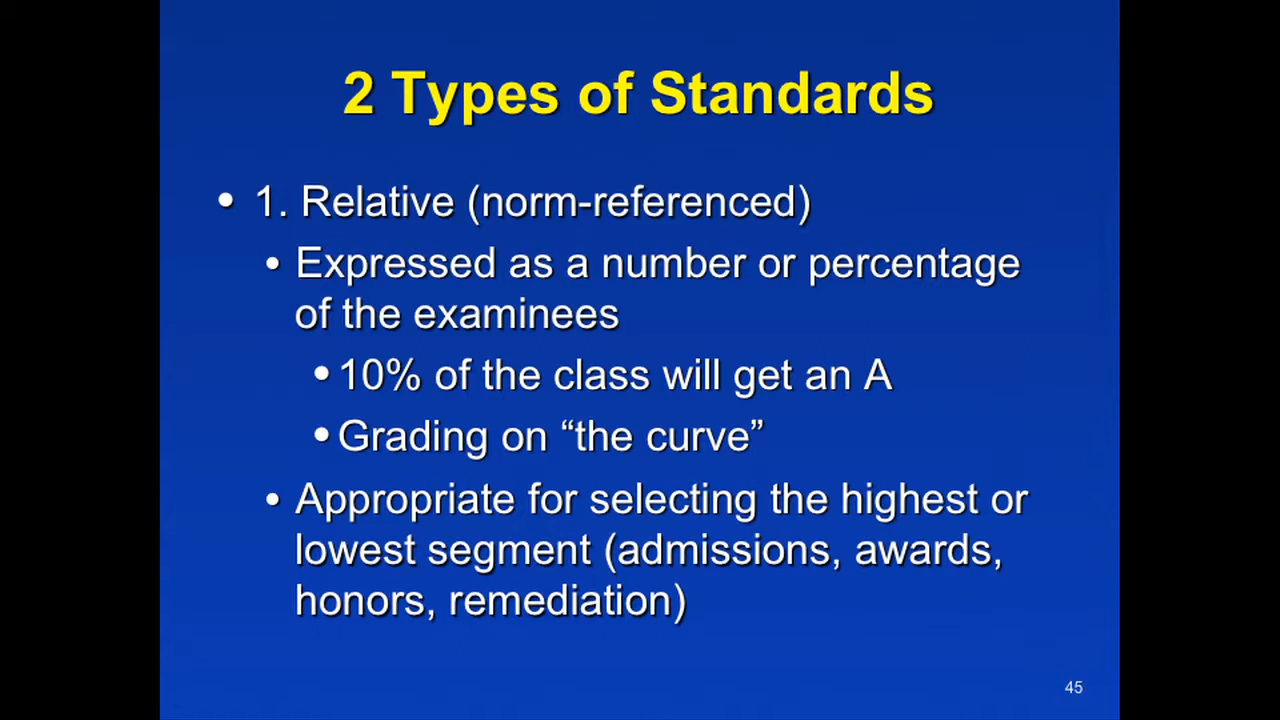 2 Types of Standards
• 1. Relative (norm-referenced)
• Expressed as a number or percentage
of the examinees
• 10% of the class will get an A
• Grading on “the curve”
• Appropriate for selecting the highest or
lowest segment (admissions, awards,
honors, remediation)
45